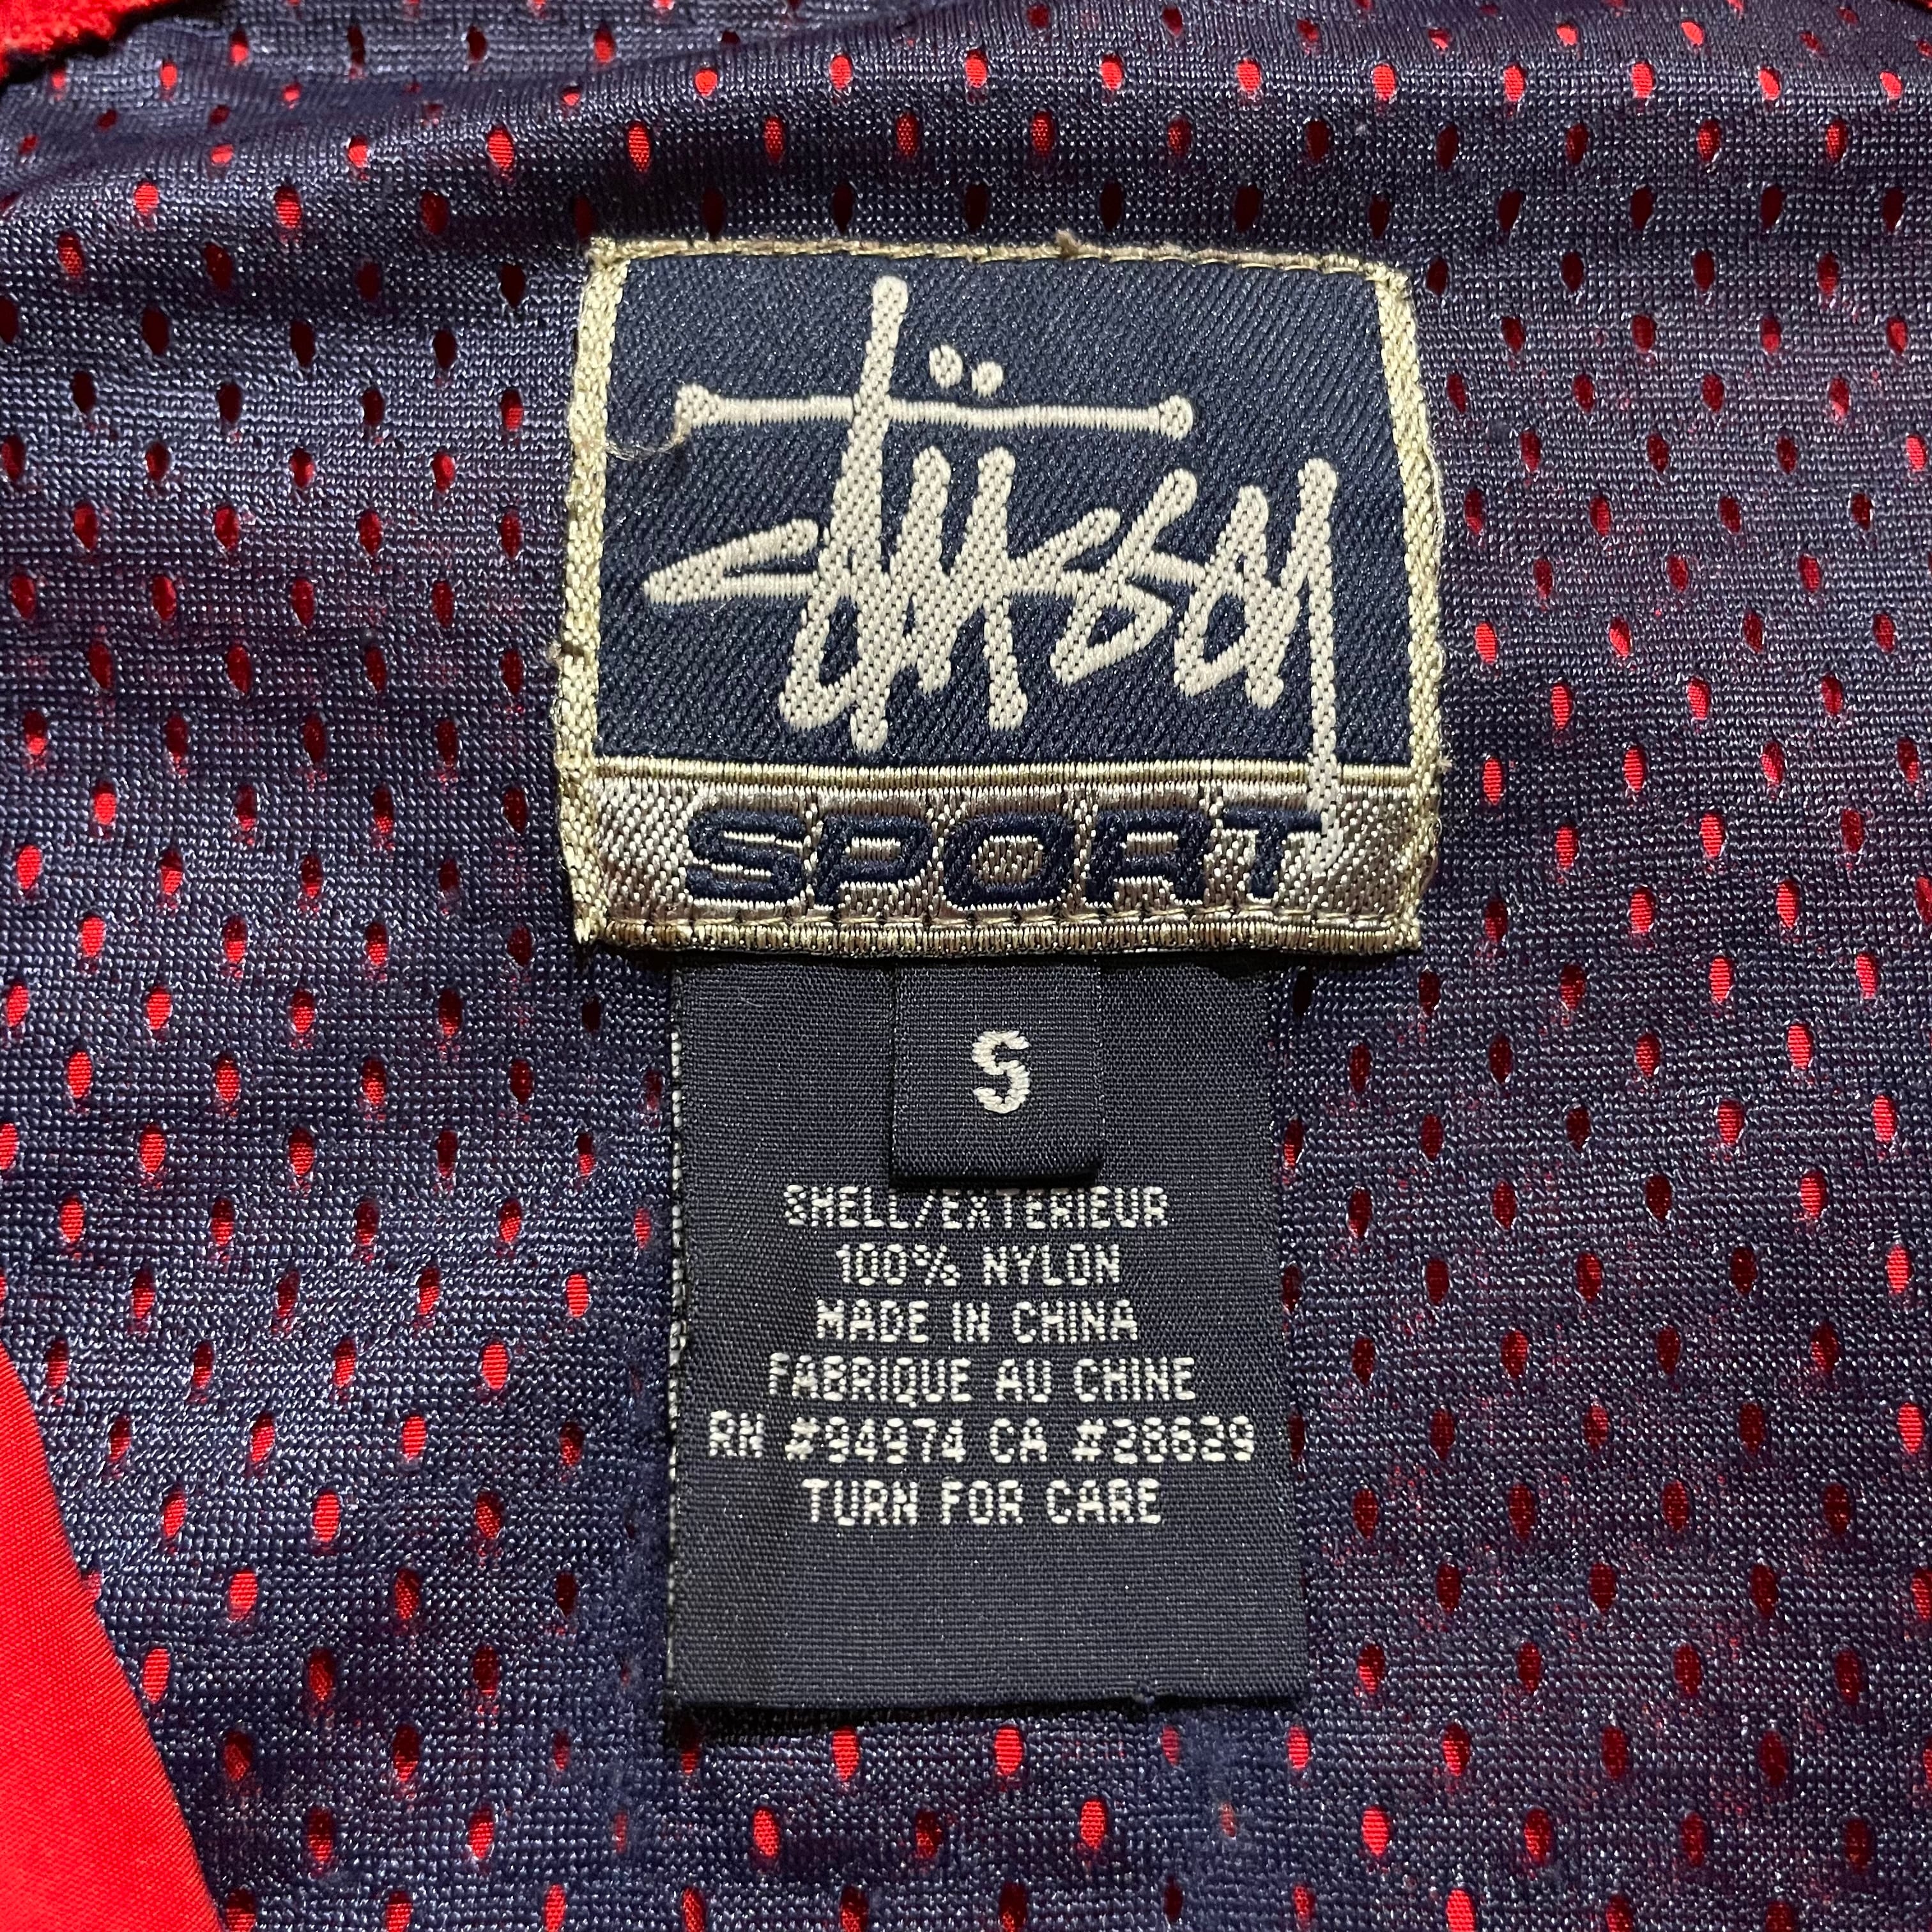 Stüssy
SPORT
S
SHELL/EXTERIEUR
100% NYLON
MADE IN CHINA
FABRIQUE AU CHINE
RN #94974 CA #28629
TURN FOR CARE